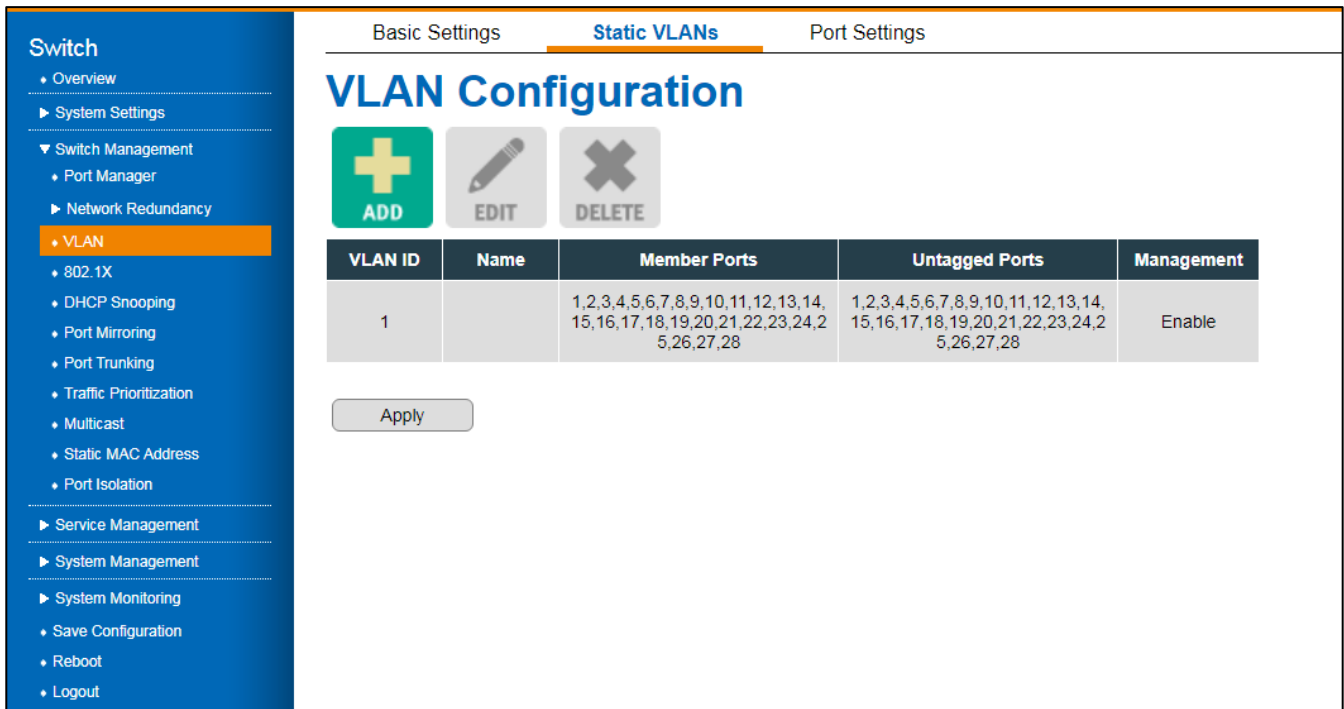 Switch
Overview
System Settings
Switch Management
Port Manager
Network Redundancy
VLAN
802.1X
DHCP Snooping
Port Mirroring
Port Trunking
Traffic Prioritization
Multicast
Static MAC Address
Port Isolation
Service Management
System Management
System Monitoring
Save Configuration
Reboot
Logout
Basic Settings Static VLANs Port Settings
VLAN Configuration
ADD EDIT DELETE
VLAN ID Name Member Ports Untagged Ports Management
1,2,3,4,5,6,7,8,9,10,11,12,13,14, 1,2,3,4,5,6,7,8,9,10,11,12,13,14,
1 15,16,17,18,19,20,21,22,23,24,2 15,16,17,18,19,20,21,22,23,24,2 Enable
5,26,27,28 5,26,27,28
Apply